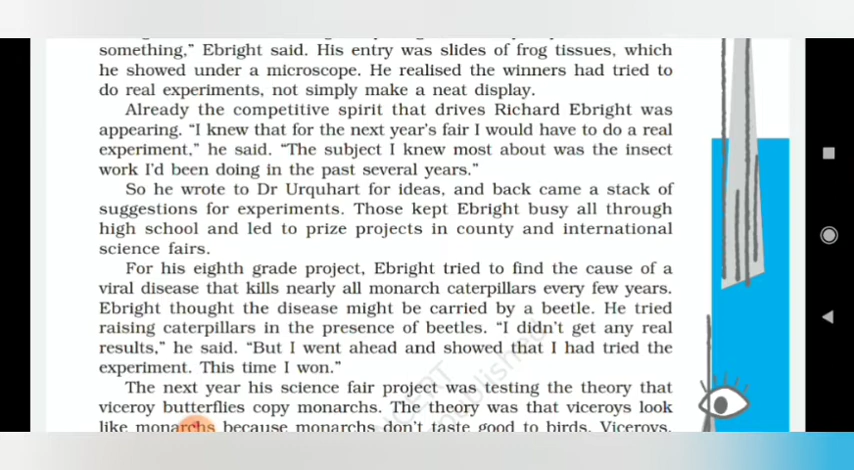 something,” Ebright said. His entry was slides of frog tissues, which
he showed under a microscope. He realised the winners had tried to
do real experiments, not simply make a neat display.
Already the competitive spirit that drives Richard Ebright was
appearing. “I knew that for the next year’s fair I would have to do a real
experiment,” he said. “The subject I knew most about was the insect
work I’d been doing in the past several years.”
So he wrote to Dr Urquhart for ideas, and back came a stack of
suggestions for experiments. Those kept Ebright busy all through
high school and led to prize projects in county and international
science fairs.
For his eighth grade project, Ebright tried to find the cause of a
viral disease that kills nearly all monarch caterpillars every few years.
Ebright thought the disease might be carried by a beetle. He tried
raising caterpillars in the presence of beetles. “I didn’t get any real
results,” he said. “But I went ahead and showed that I had tried the
experiment. This time I won.”
The next year his science fair project was testing the theory that
viceroy butterflies copy monarchs. The theory was that viceroys look
like monarchs because monarchs don’t taste good to birds. Viceroys,